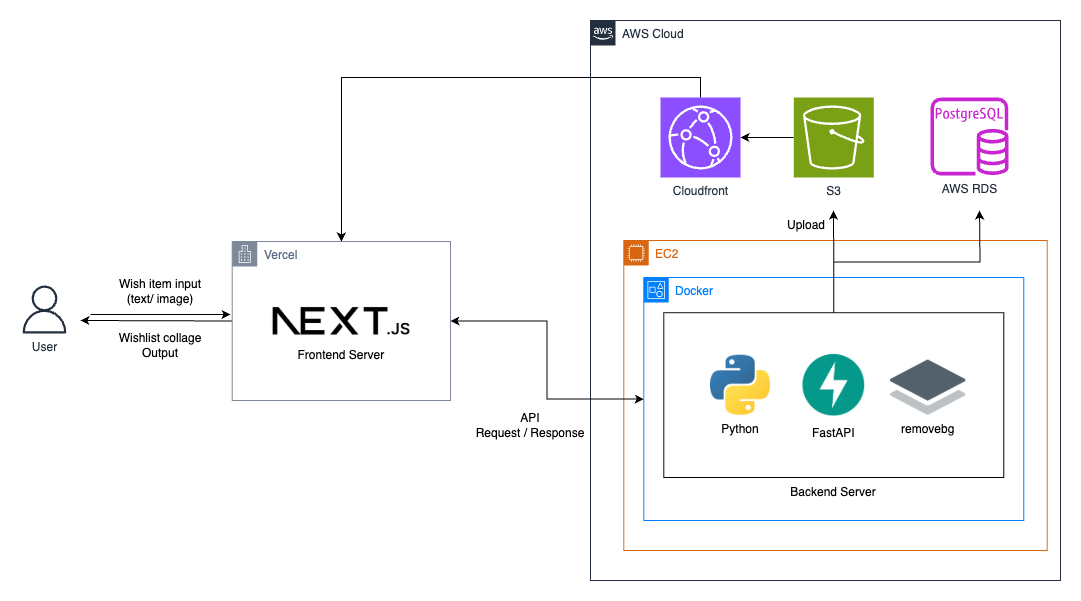 aws
AWS Cloud
PostgreSQL
Cloudfront
S3
AWS RDS
Upload
Vercel
EC2
Wish item input
(text/ image)
Docker
NEXT.JS
User
Wishlist collage
Output
Frontend Server
API
Request / Response
Python
FastAPI
removebg
Backend Server